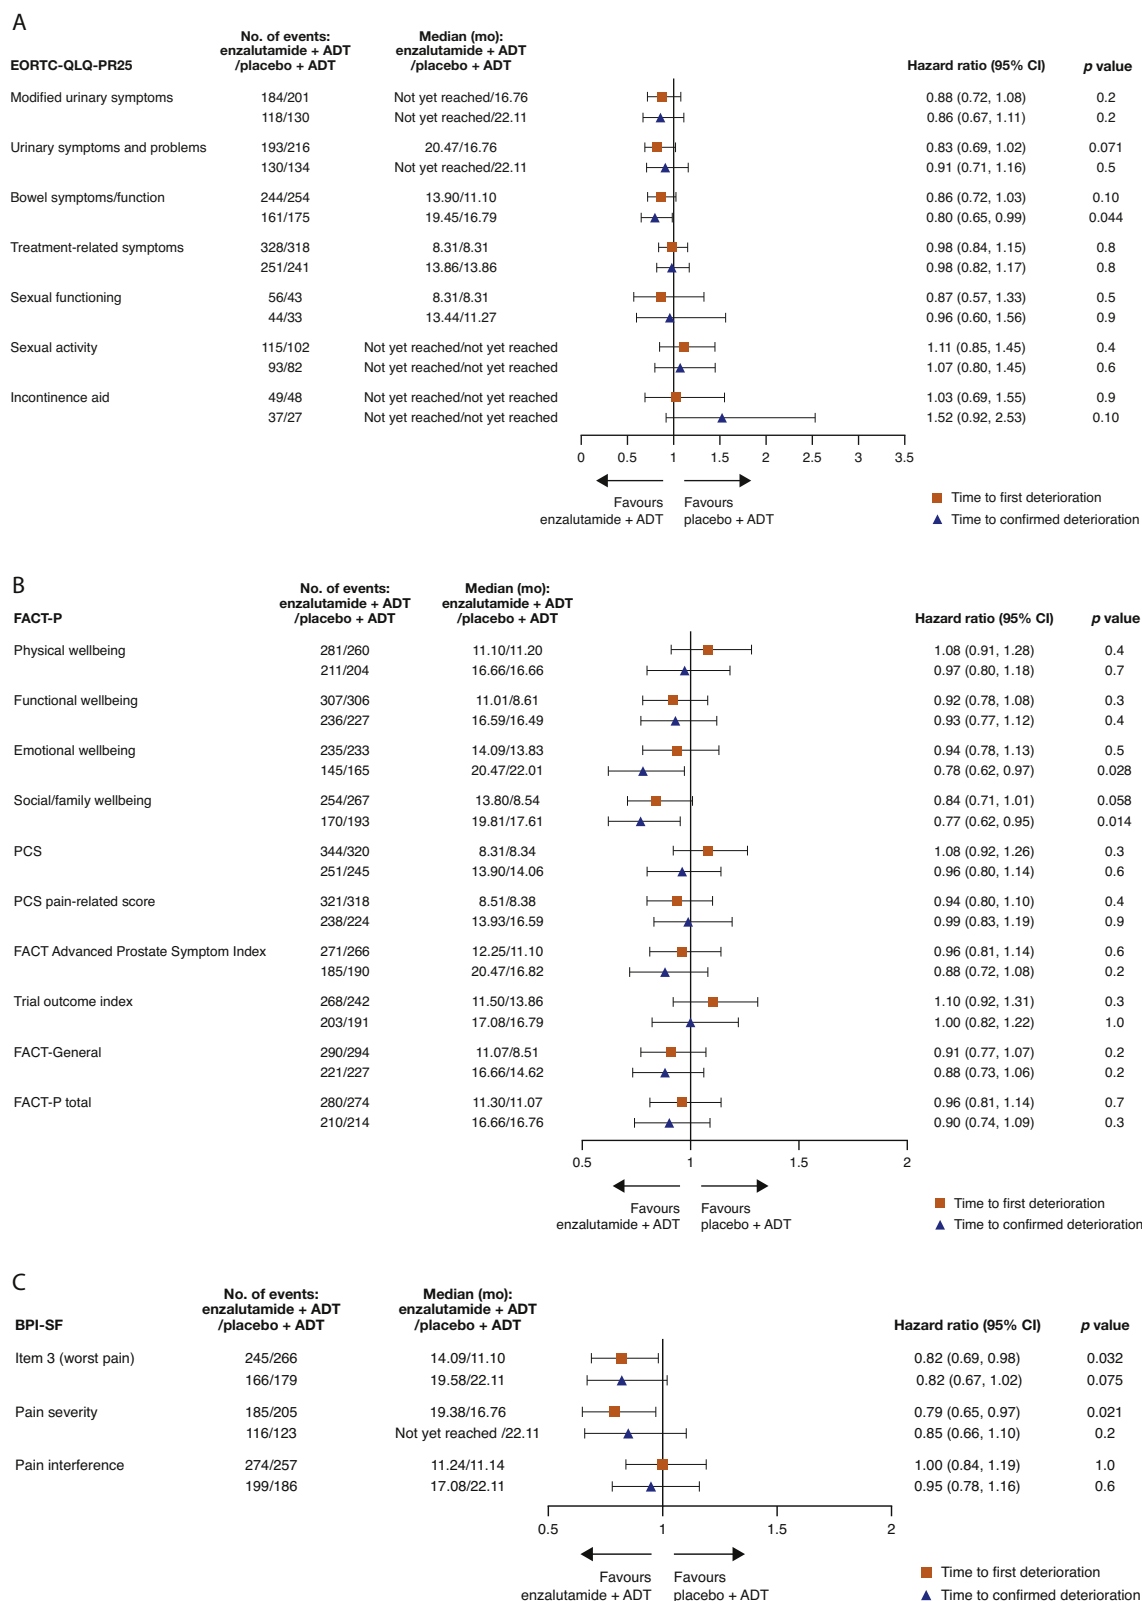 A
No. of events: Median (mo):
enzalutamide + ADT enzalutamide + ADT
EORTC-QLQ-PR25 /placebo + ADT /placebo + ADT Hazard ratio (95% CI) p value
Modified urinary symptoms 184/201 Not yet reached/16.76 0.88 (0.72, 1.08) 0.2
118/130 Not yet reached/22.11 0.86 (0.67, 1.11) 0.2
Urinary symptoms and problems 193/216 20.47/16.76 0.83 (0.69, 1.02) 0.071
130/134 Not yet reached/22.11 0.91 (0.71, 1.16) 0.5
Bowel symptoms/function 244/254 13.90/11.10 0.86 (0.72, 1.03) 0.10
161/175 19.45/16.79 0.80 (0.65, 0.99) 0.044
Treatment-related symptoms 328/318 8.31/8.31 0.98 (0.84, 1.15) 0.8
251/241 13.86/13.86 0.98 (0.82, 1.17) 0.8
Sexual functioning 56/43 8.31/8.31 0.87 (0.57, 1.33) 0.5
44/33 13.44/11.27 0.96 (0.60, 1.56) 0.9
Sexual activity 115/102 Not yet reached/not yet reached 1.11 (0.85, 1.45) 0.4
93/82 Not yet reached/not yet reached 1.07 (0.80, 1.45) 0.6
Incontinence aid 49/48 Not yet reached/not yet reached 1.03 (0.69, 1.55) 0.9
37/27 Not yet reached/not yet reached 1.52 (0.92, 2.53) 0.10
0 0.5 1 1.5 2 2.5 3 3.5
Favours Favours
enzalutamide + ADT placebo + ADT
Time to first deterioration
Time to confirmed deterioration
B
No. of events: Median (mo):
enzalutamide + ADT enzalutamide + ADT
FACT-P /placebo + ADT /placebo + ADT Hazard ratio (95% CI) p value
Physical wellbeing 281/260 11.10/11.20 1.08 (0.91, 1.28) 0.4
211/204 16.66/16.66 0.97 (0.80, 1.18) 0.7
Functional wellbeing 307/306 11.01/8.61 0.92 (0.78, 1.08) 0.3
236/227 16.59/16.49 0.93 (0.77, 1.12) 0.4
Emotional wellbeing 235/233 14.09/13.83 0.94 (0.78, 1.13) 0.5
145/165 20.47/22.01 0.78 (0.62, 0.97) 0.028
Social/family wellbeing 254/267 13.80/8.54 0.84 (0.71, 1.01) 0.058
170/193 19.81/17.61 0.77 (0.62, 0.95) 0.014
PCS 344/320 8.31/8.34 1.08 (0.92, 1.26) 0.3
251/245 13.90/14.06 0.96 (0.80, 1.14) 0.6
PCS pain-related score 321/318 8.51/8.38 0.94 (0.80, 1.10) 0.4
238/224 13.93/16.59 0.99 (0.83, 1.19) 0.9
FACT Advanced Prostate Symptom Index 271/266 12.25/11.10 0.96 (0.81, 1.14) 0.6
185/190 20.47/16.82 0.88 (0.72, 1.08) 0.2
Trial outcome index 268/242 11.50/13.86 1.10 (0.92, 1.31) 0.3
203/191 17.08/16.79 1.00 (0.82, 1.22) 1.0
FACT-General 290/294 11.07/8.51 0.91 (0.77, 1.07) 0.2
221/227 16.66/14.62 0.88 (0.73, 1.06) 0.2
FACT-P total 280/274 11.30/11.07 0.96 (0.81, 1.14) 0.7
210/214 16.66/16.76 0.90 (0.74, 1.09) 0.3
0.5 1 1.5 2
Favours Favours
enzalutamide + ADT placebo + ADT
Time to first deterioration
Time to confirmed deterioration
C
No. of events: Median (mo):
enzalutamide + ADT enzalutamide + ADT
BPI-SF /placebo + ADT /placebo + ADT Hazard ratio (95% CI) p value
Item 3 (worst pain) 245/266 14.09/11.10 0.82 (0.69, 0.98) 0.032
166/179 19.58/22.11 0.82 (0.67, 1.02) 0.075
Pain severity 185/205 19.38/16.76 0.79 (0.65, 0.97) 0.021
116/123 Not yet reached /22.11 0.85 (0.66, 1.10) 0.2
Pain interference 274/257 11.24/11.14 1.00 (0.84, 1.19) 1.0
199/186 17.08/22.11 0.95 (0.78, 1.16) 0.6
0.5 1 1.5 2
Favours Favours
enzalutamide + ADT placebo + ADT
Time to first deterioration
Time to confirmed deterioration